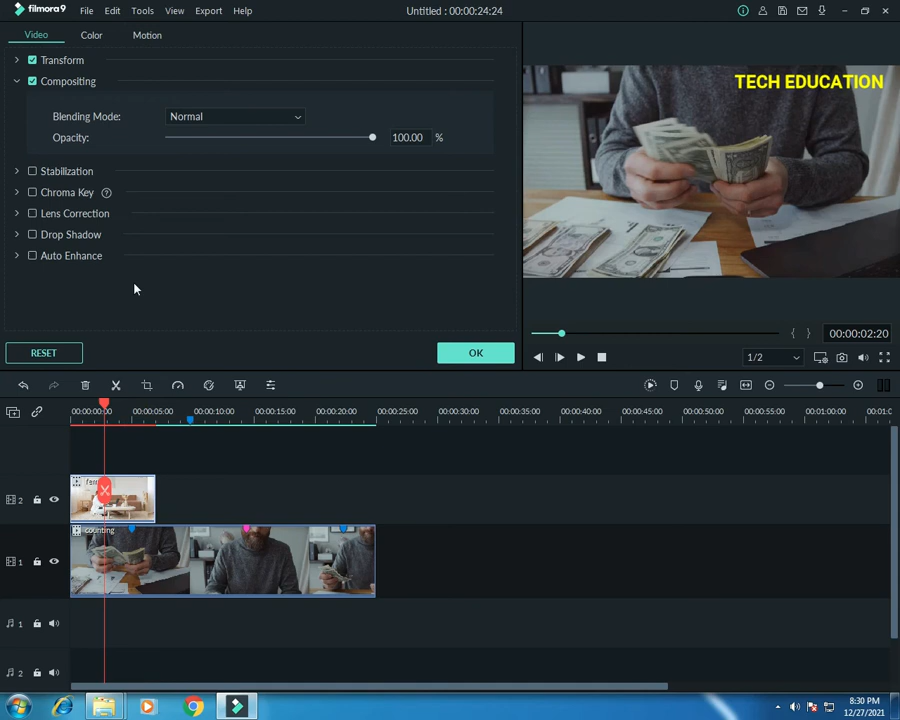 filmora9 File Edit Tools View Export Help Untitled : 00:00:24:24
Video Color Motion
Transform
Compositing
Blending Mode: Normal
Opacity: 100.00 %
Stabilization
Chroma Key ?
Lens Correction
Drop Shadow
Auto Enhance
RESET OK
TECH EDUCATION
00:00:02:20
1/2
00:00:00:00 00:00:05:00 00:00:10:00 00:00:15:00 00:00:20:00 00:00:25:00 00:00:30:00 00:00:35:00 00:00:40:00 00:00:45:00 00:00:50:00 00:00:55:00 00:01:00:00
2
counting
1
1
2
8:30 PM
12/27/2021